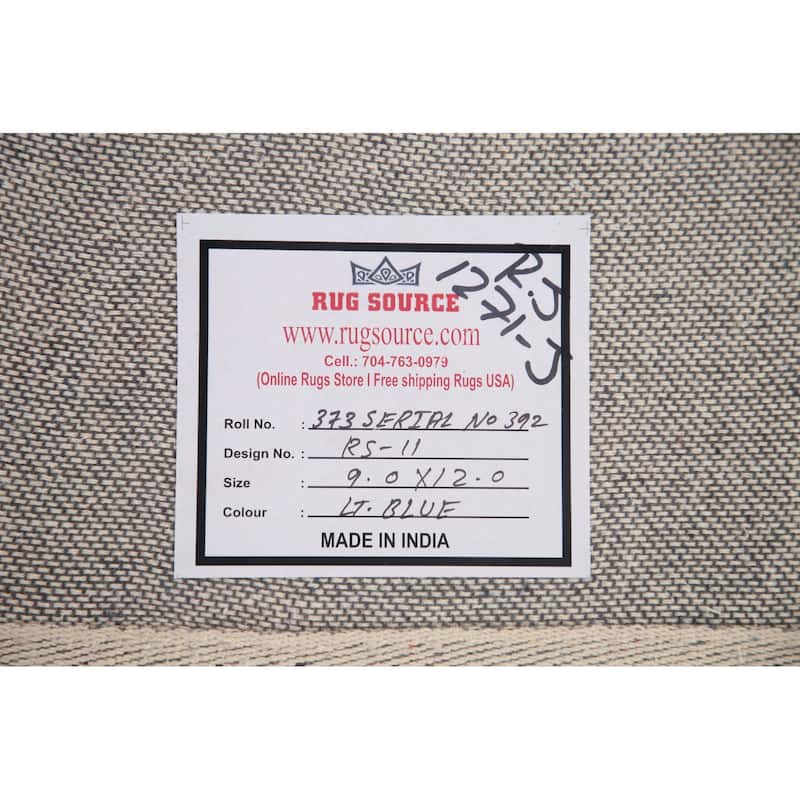 RUG SOURCE
www.rugsource.com
Cell.: 704-763-0979
(Online Rugs Store I Free shipping Rugs USA)
R.J
1271-J
Roll No. : 373 SERIAL NO 392
Design No. : RS-11
Size : 9.0 X 12.0
Colour : LT. BLUE
MADE IN INDIA